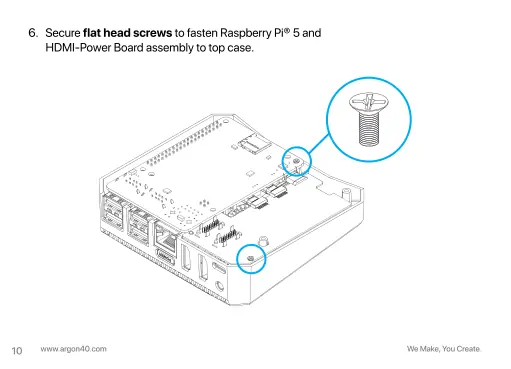 6. Secure flat head screws to fasten Raspberry Pi® 5 and
HDMI-Power Board assembly to top case.
10 www.argon40.com We Make, You Create.